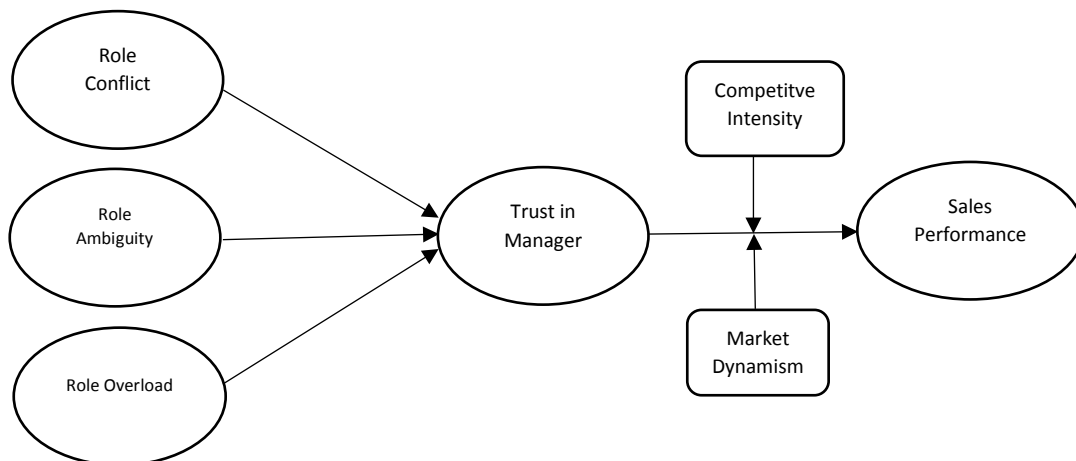 Role
Conflict
Role
Ambiguity
Role Overload
Trust in
Manager
Competitve
Intensity
Market
Dynamism
Sales
Performance